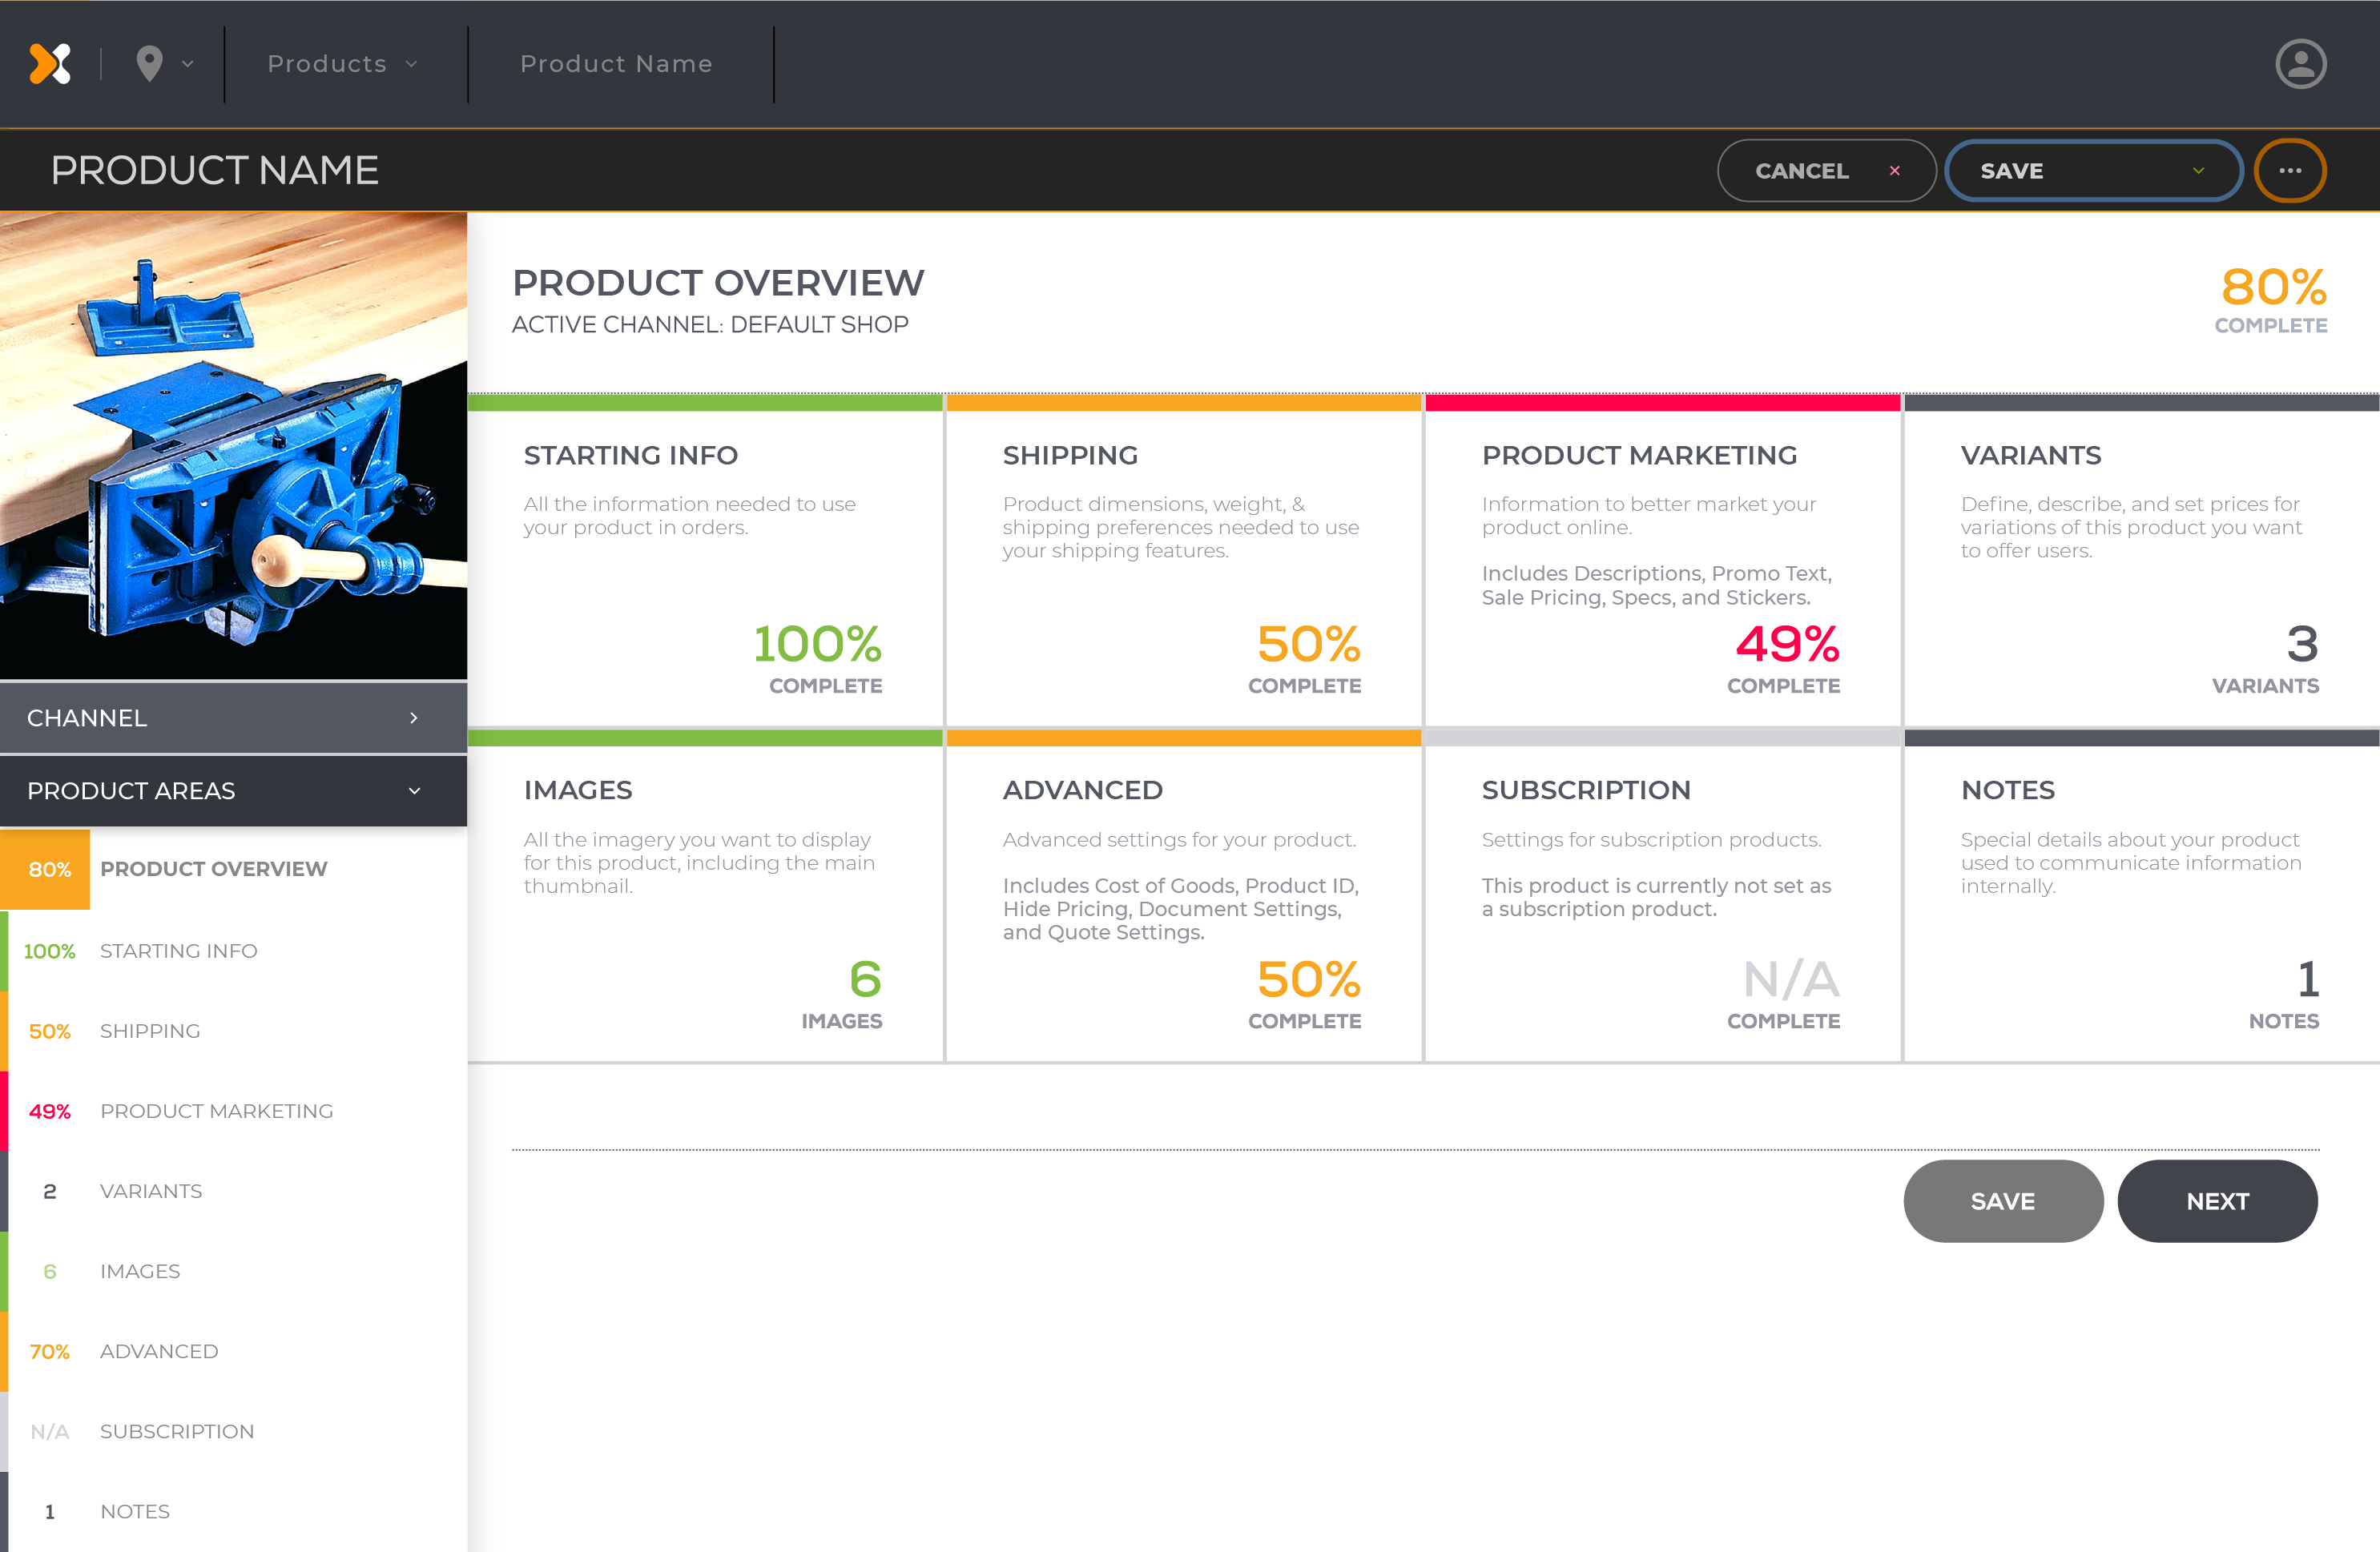 Products
Product Name
PRODUCT NAME
CANCEL
SAVE
PRODUCT OVERVIEW
ACTIVE CHANNEL: DEFAULT SHOP
80%
COMPLETE
STARTING INFO
All the information needed to use
your product in orders.
100%
COMPLETE
SHIPPING
Product dimensions, weight, &
shipping preferences needed to use
your shipping features.
50%
COMPLETE
PRODUCT MARKETING
Information to better market your
product online.
Includes Descriptions, Promo Text,
Sale Pricing, Specs, and Stickers.
49%
COMPLETE
VARIANTS
Define, describe, and set prices for
variations of this product you want
to offer users.
3
VARIANTS
IMAGES
All the imagery you want to display
for this product, including the main
thumbnail.
6
IMAGES
ADVANCED
Advanced settings for your product.
Includes Cost of Goods, Product ID,
Hide Pricing, Document Settings,
and Quote Settings.
50%
COMPLETE
SUBSCRIPTION
Settings for subscription products.
This product is currently not set as
a subscription product.
N/A
COMPLETE
NOTES
Special details about your product
used to communicate information
internally.
1
NOTES
CHANNEL
PRODUCT AREAS
80% PRODUCT OVERVIEW
100% STARTING INFO
50% SHIPPING
49% PRODUCT MARKETING
2 VARIANTS
6 IMAGES
70% ADVANCED
N/A SUBSCRIPTION
1 NOTES
SAVE
NEXT